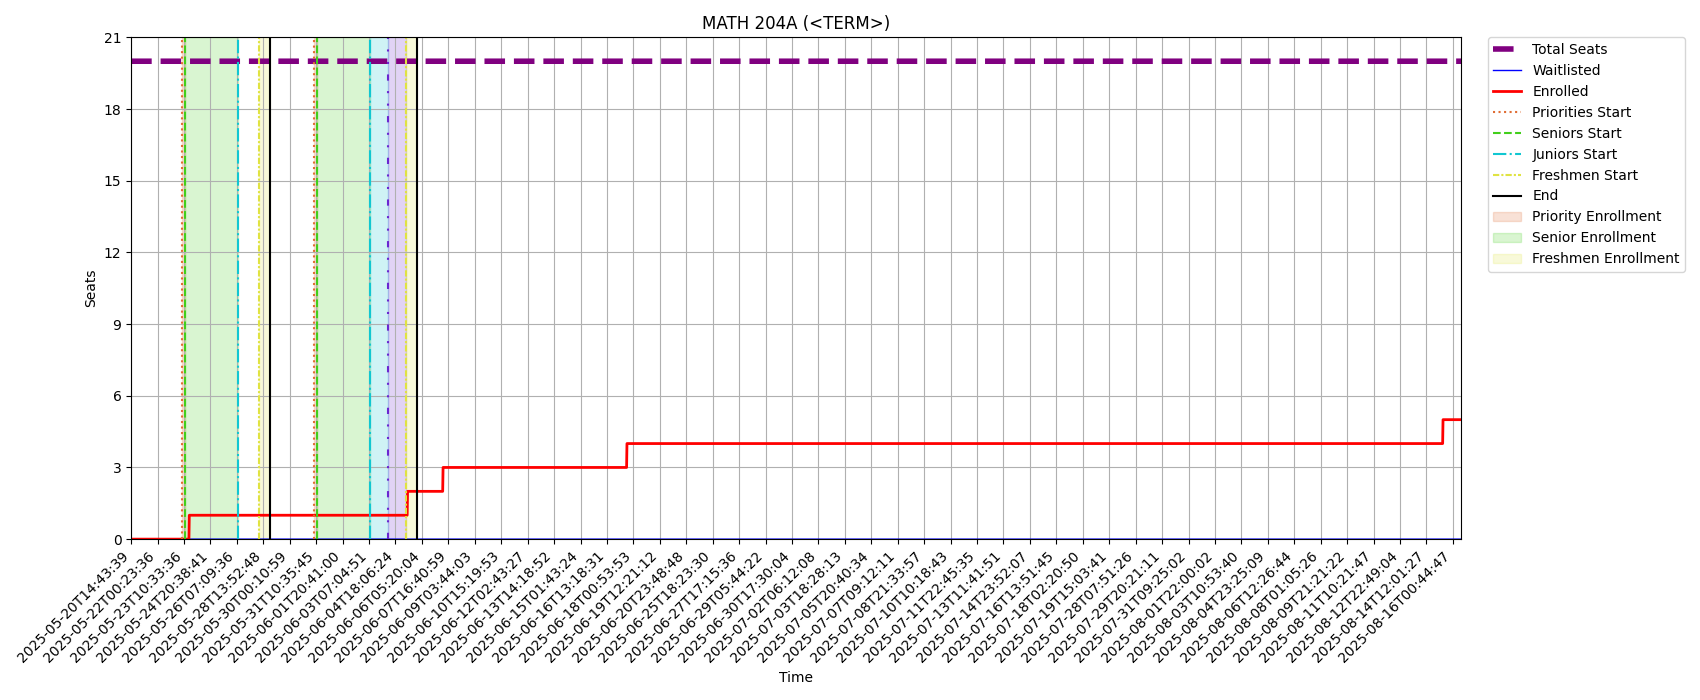 MATH 204A (<TERM>)
21
18
15
12
9
6
3
0
Seats
2025-05-20T14:43:39
2025-05-22T00:23:36
2025-05-23T10:33:36
2025-05-24T20:38:41
2025-05-26T07:09:36
2025-05-28T13:52:48
2025-05-30T00:10:59
2025-05-31T10:35:45
2025-06-01T20:41:00
2025-06-03T07:04:51
2025-06-04T18:06:24
2025-06-06T05:20:04
2025-06-07T16:40:59
2025-06-09T03:44:03
2025-06-10T15:19:53
2025-06-12T02:43:27
2025-06-13T14:18:52
2025-06-15T01:43:24
2025-06-16T13:18:31
2025-06-18T00:53:53
2025-06-19T12:21:12
2025-06-20T23:48:48
2025-06-25T18:23:30
2025-06-27T17:15:36
2025-06-29T05:44:22
2025-06-30T17:30:04
2025-07-02T06:12:08
2025-07-03T18:28:13
2025-07-05T20:40:34
2025-07-07T09:12:11
2025-07-08T21:33:57
2025-07-10T10:18:43
2025-07-11T22:45:35
2025-07-13T11:41:51
2025-07-14T23:52:07
2025-07-16T13:51:45
2025-07-18T02:20:50
2025-07-19T15:03:41
2025-07-28T07:51:26
2025-07-29T20:21:11
2025-07-31T09:25:02
2025-08-01T22:00:02
2025-08-03T10:53:40
2025-08-04T23:25:09
2025-08-06T12:26:44
2025-08-08T01:05:26
2025-08-09T21:21:22
2025-08-11T10:21:47
2025-08-12T22:49:04
2025-08-14T12:01:27
2025-08-16T00:44:47
Time
Total Seats
Waitlisted
Enrolled
Priorities Start
Seniors Start
Juniors Start
Freshmen Start
End
Priority Enrollment
Senior Enrollment
Freshmen Enrollment